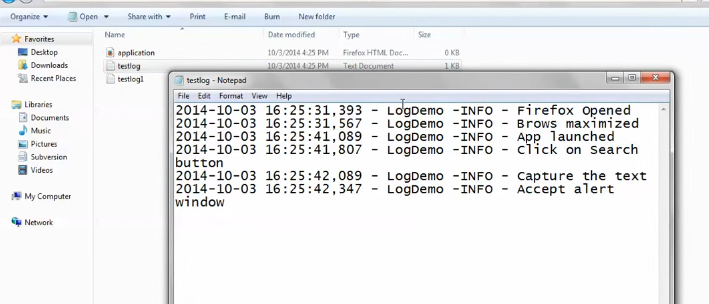 Organize Open Share with Print E-mail Burn New folder
Favorites
Desktop
Downloads
Recent Places
Libraries
Documents
Music
Pictures
Subversion
Videos
My Computer
Network
Name Date modified Type Size
application 10/3/2014 4:25 PM Firefox HTML Doc... 0 KB
testlog 10/3/2014 4:25 PM Text Document 1 KB
testlog1
testlog - Notepad
File Edit Format View Help
2014-10-03 16:25:31,393 - LogDemo -INFO - Firefox Opened
2014-10-03 16:25:31,567 - LogDemo -INFO - Brows maximized
2014-10-03 16:25:41,089 - LogDemo -INFO - App launched
2014-10-03 16:25:41,807 - LogDemo -INFO - Click on Search
button
2014-10-03 16:25:42,089 - LogDemo -INFO - Capture the text
2014-10-03 16:25:42,347 - LogDemo -INFO - Accept alert
window